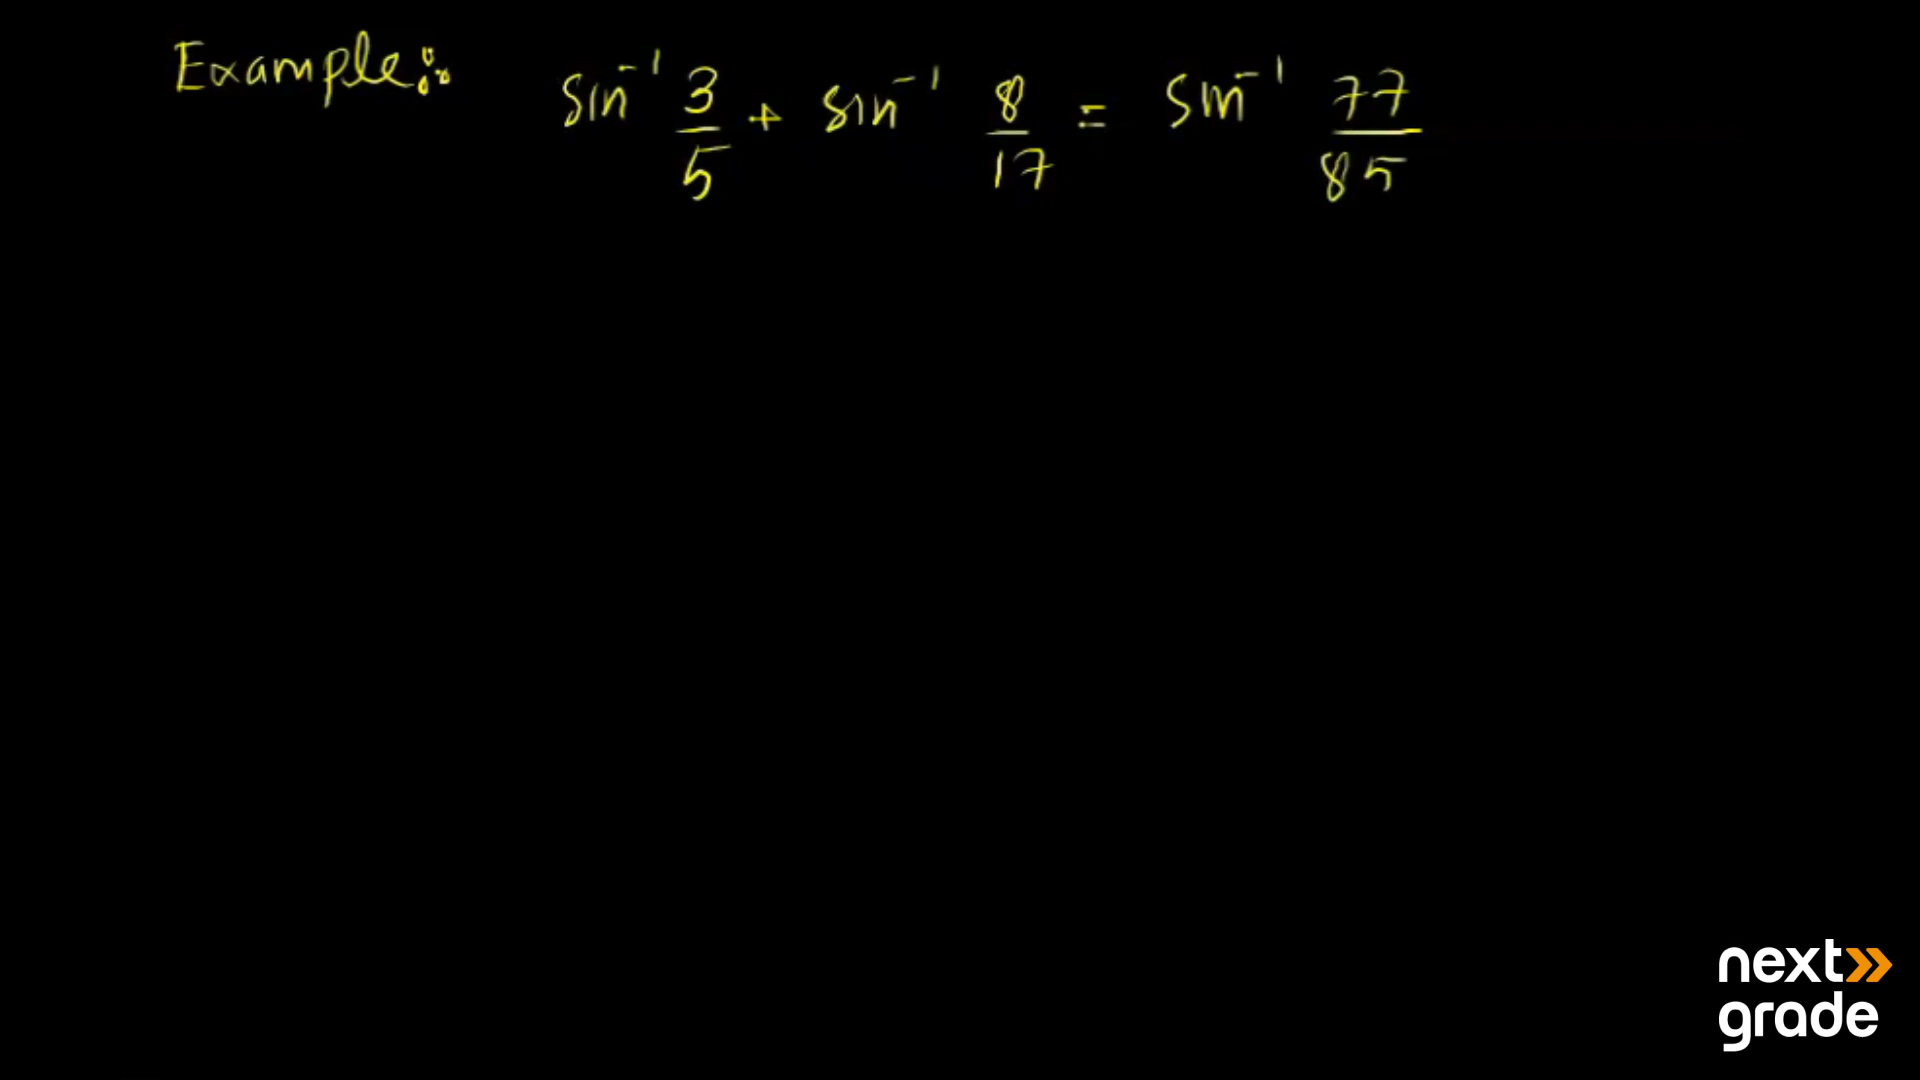 Example:- sin⁻¹ 3/5 + sin⁻¹ 8/17 = sin⁻¹ 77/85
next
grade